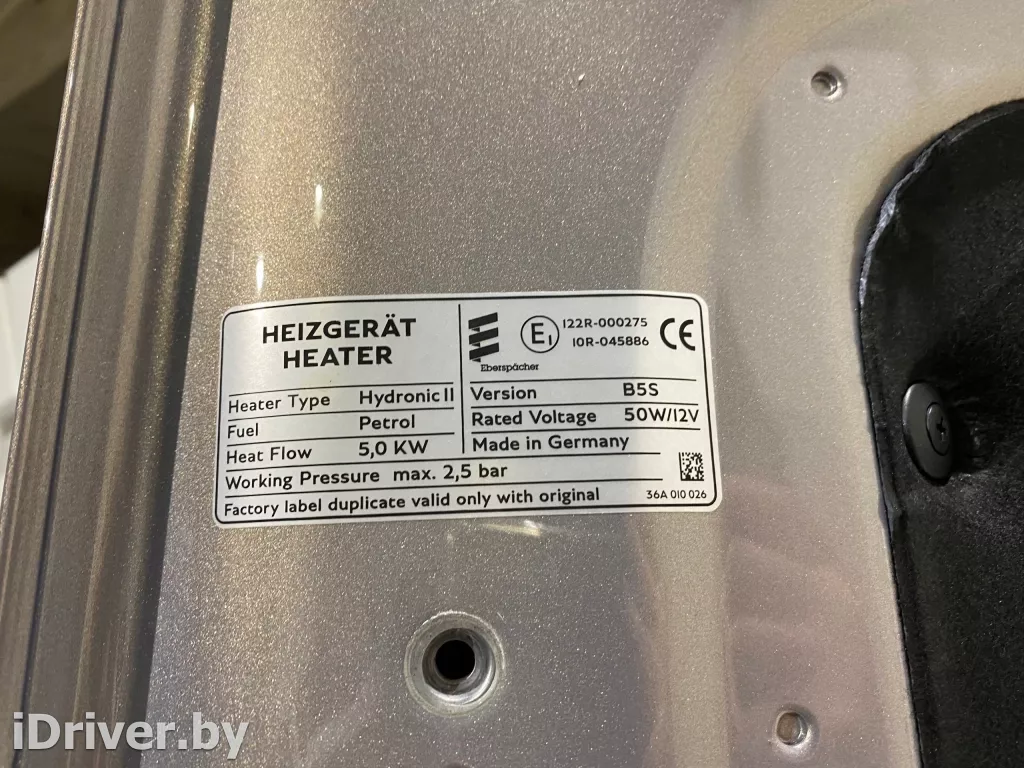 HEIZGERÄT
HEATER
Heater Type Hydronic II
Fuel Petrol
Heat Flow 5,0 KW
Working Pressure max. 2,5 bar
Factory label duplicate valid only with original
Eberspächer
E1
122R-000275
10R-045886
CE
Version B5S
Rated Voltage 50W/12V
Made in Germany
36A 010 026
iDriver.by